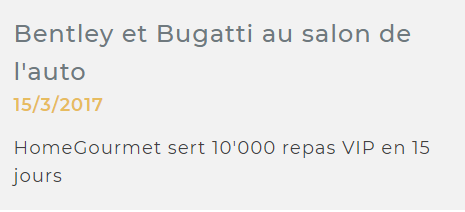 Bentley et Bugatti au salon de
l'auto
15/3/2017
HomeGourmet sert 10'000 repas VIP en 15
jours